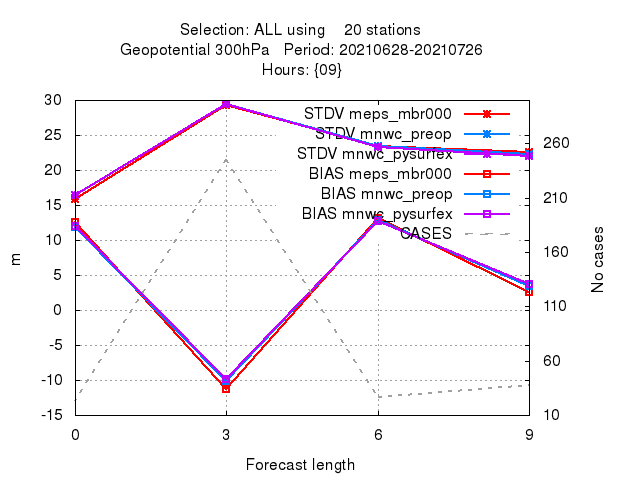 Selection: ALL using 20 stations
Geopotential 300hPa Period: 20210628-20210726
Hours: {09}
30
25
20
15
10
5
0
-5
-10
-15
m
STDV meps_mbr000
STDV mnwc_preop
STDV mnwc_pysurfex
BIAS meps_mbr000
BIAS mnwc_preop
BIAS mnwc_pysurfex
CASES
260
210
160
110
60
10
No cases
0 3 6 9
Forecast length